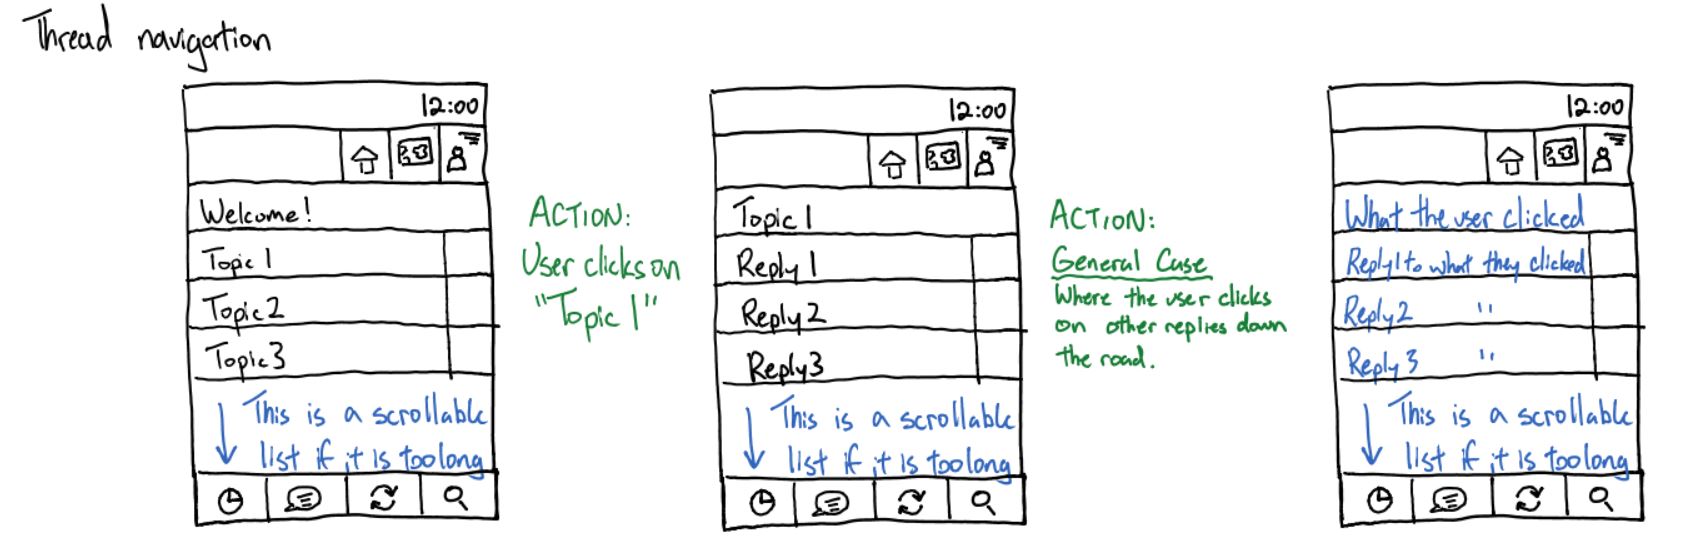 Thread navigation
12:00
Welcome!
Topic 1
Topic 2
Topic 3
This is a scrollable
list if it is too long
ACTION:
User clicks on
"Topic 1"
12:00
Topic 1
Reply 1
Reply 2
Reply 3
This is a scrollable
list if it is too long
ACTION:
General Case
Where the user clicks
on other replies down
the road.
12:00
What the user clicked
Reply 1 to what they clicked
Reply 2 "
Reply 3 "
This is a scrollable
list if it is too long